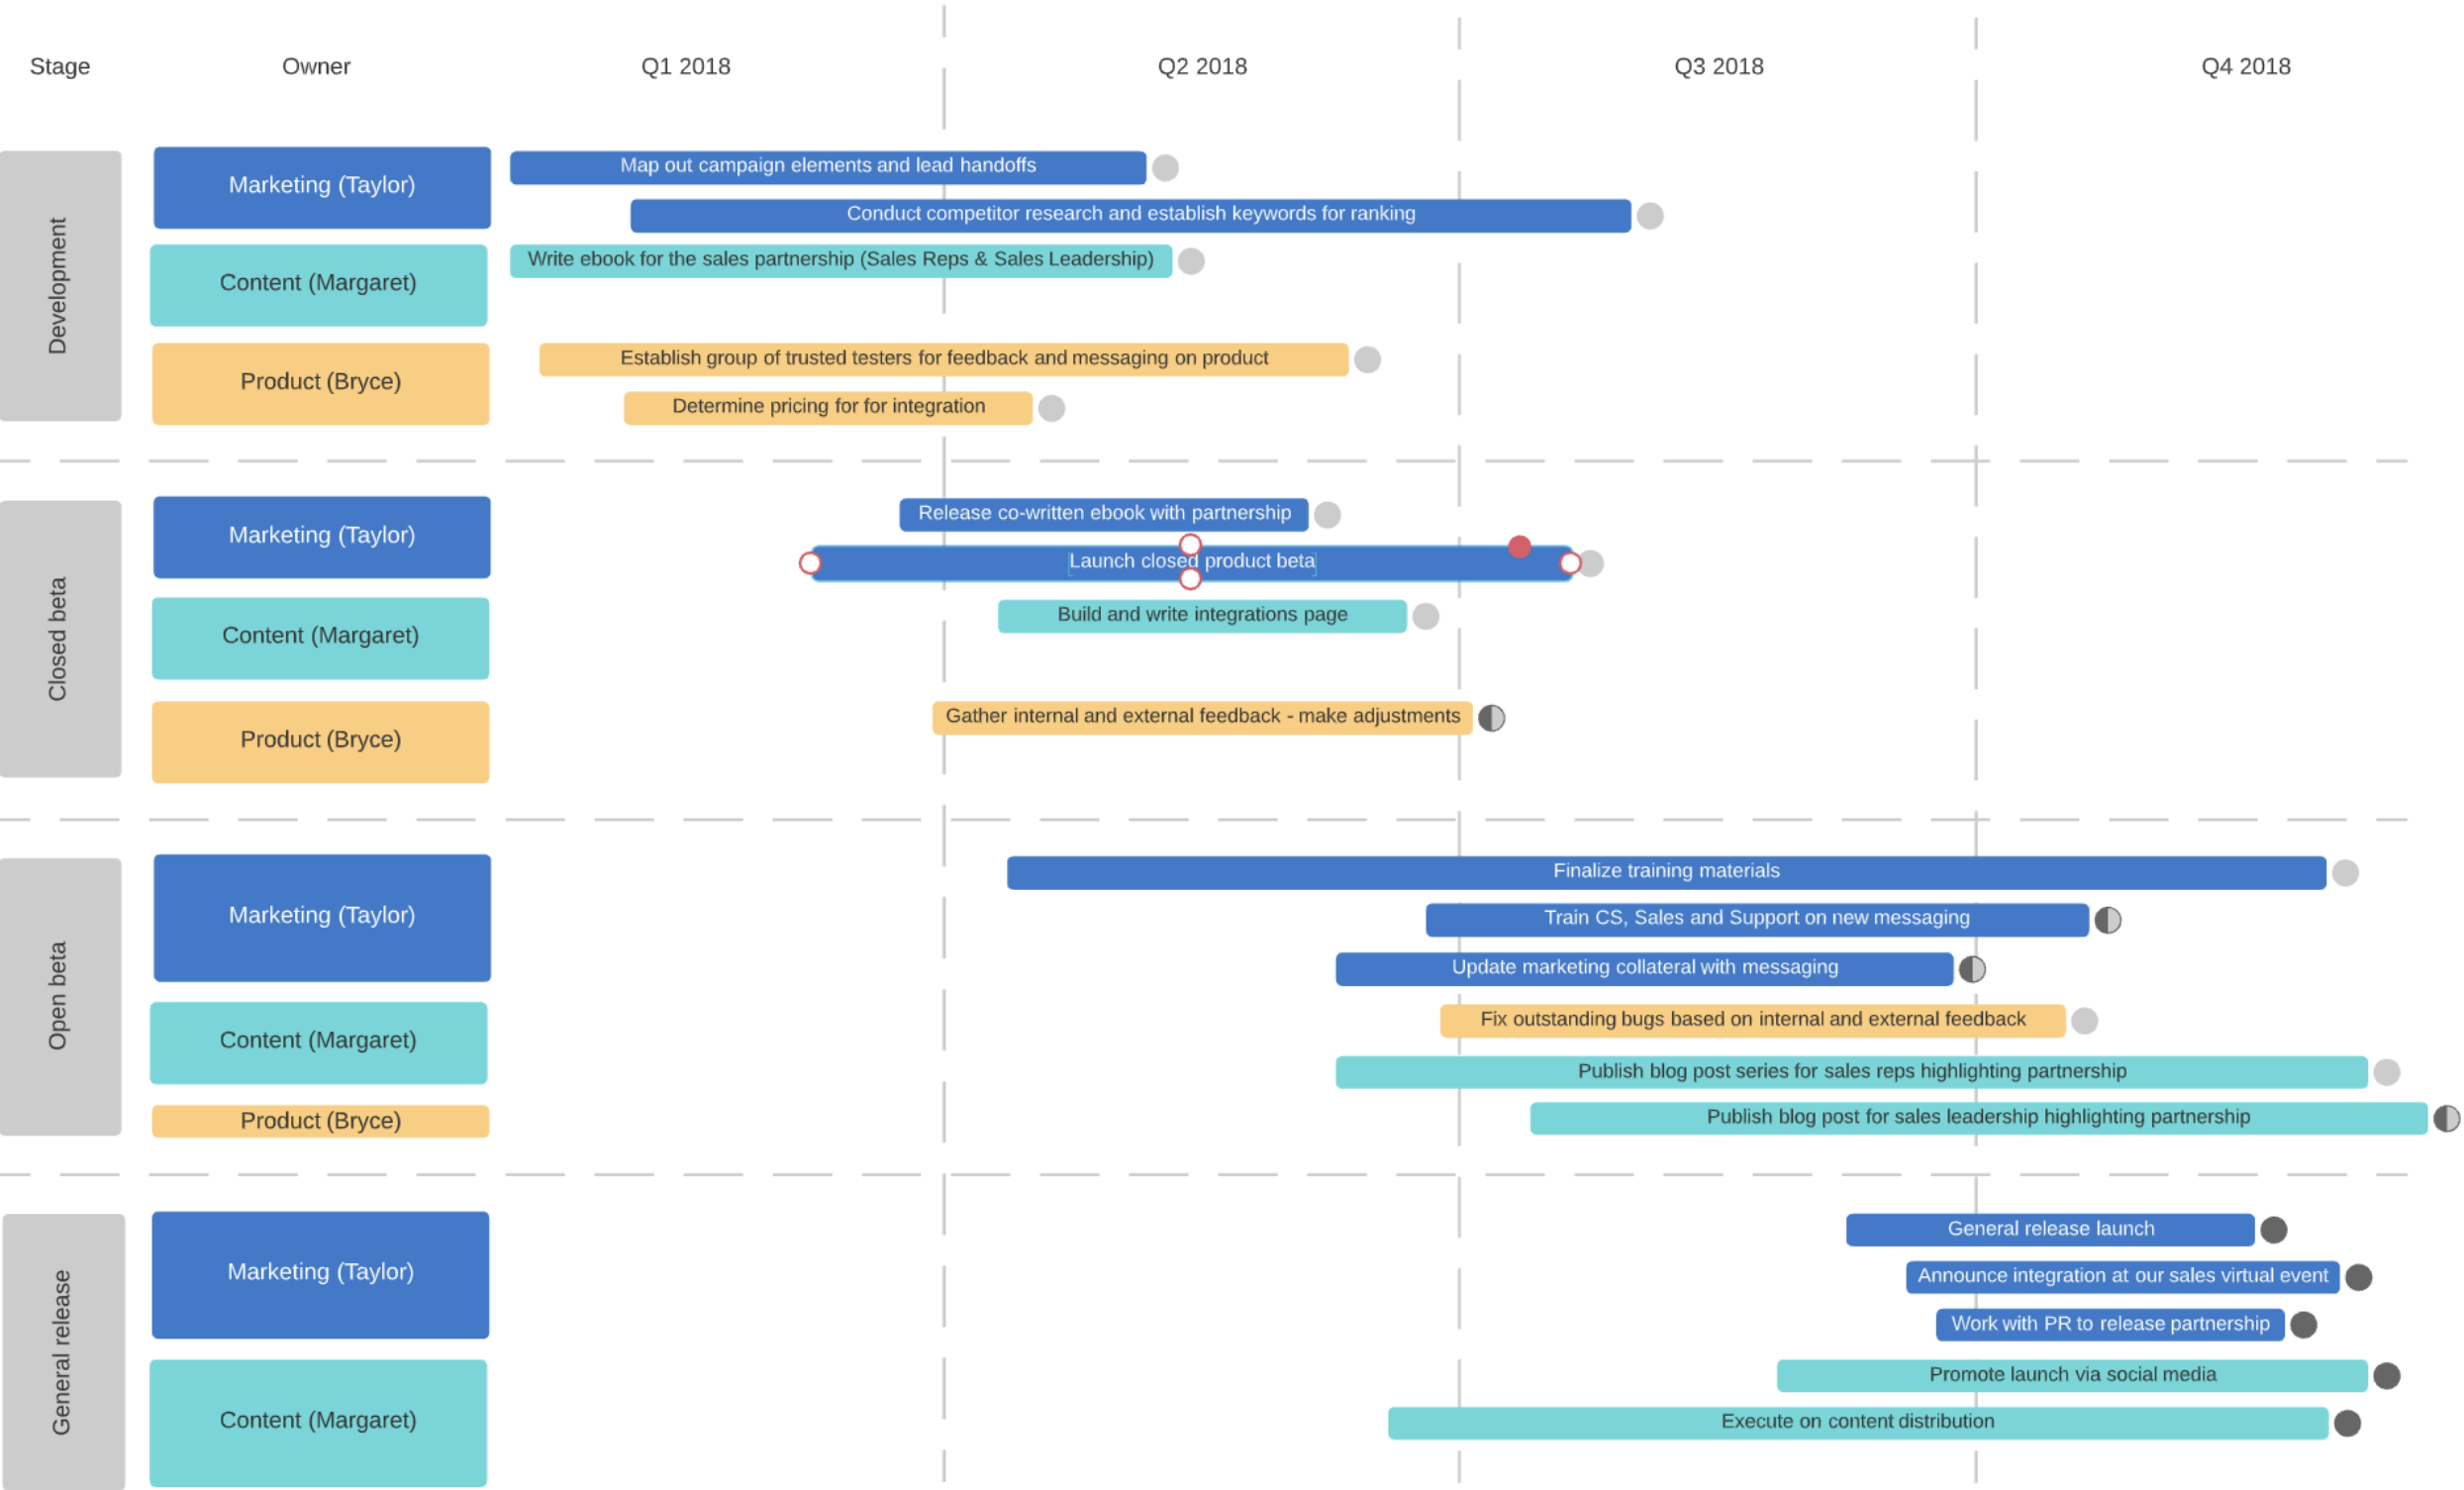 Stage
Owner
Q1 2018
Q2 2018
Q3 2018
Q4 2018
Development
Marketing (Taylor)
Map out campaign elements and lead handoffs
Conduct competitor research and establish keywords for ranking
Content (Margaret)
Write ebook for the sales partnership (Sales Reps & Sales Leadership)
Product (Bryce)
Establish group of trusted testers for feedback and messaging on product
Determine pricing for for integration
Closed beta
Marketing (Taylor)
Release co-written ebook with partnership
Launch closed product beta
Content (Margaret)
Build and write integrations page
Product (Bryce)
Gather internal and external feedback - make adjustments
Open beta
Marketing (Taylor)
Finalize training materials
Train CS, Sales and Support on new messaging
Update marketing collateral with messaging
Content (Margaret)
Fix outstanding bugs based on internal and external feedback
Publish blog post series for sales reps highlighting partnership
Product (Bryce)
Publish blog post for sales leadership highlighting partnership
General release
Marketing (Taylor)
General release launch
Announce integration at our sales virtual event
Work with PR to release partnership
Content (Margaret)
Promote launch via social media
Execute on content distribution